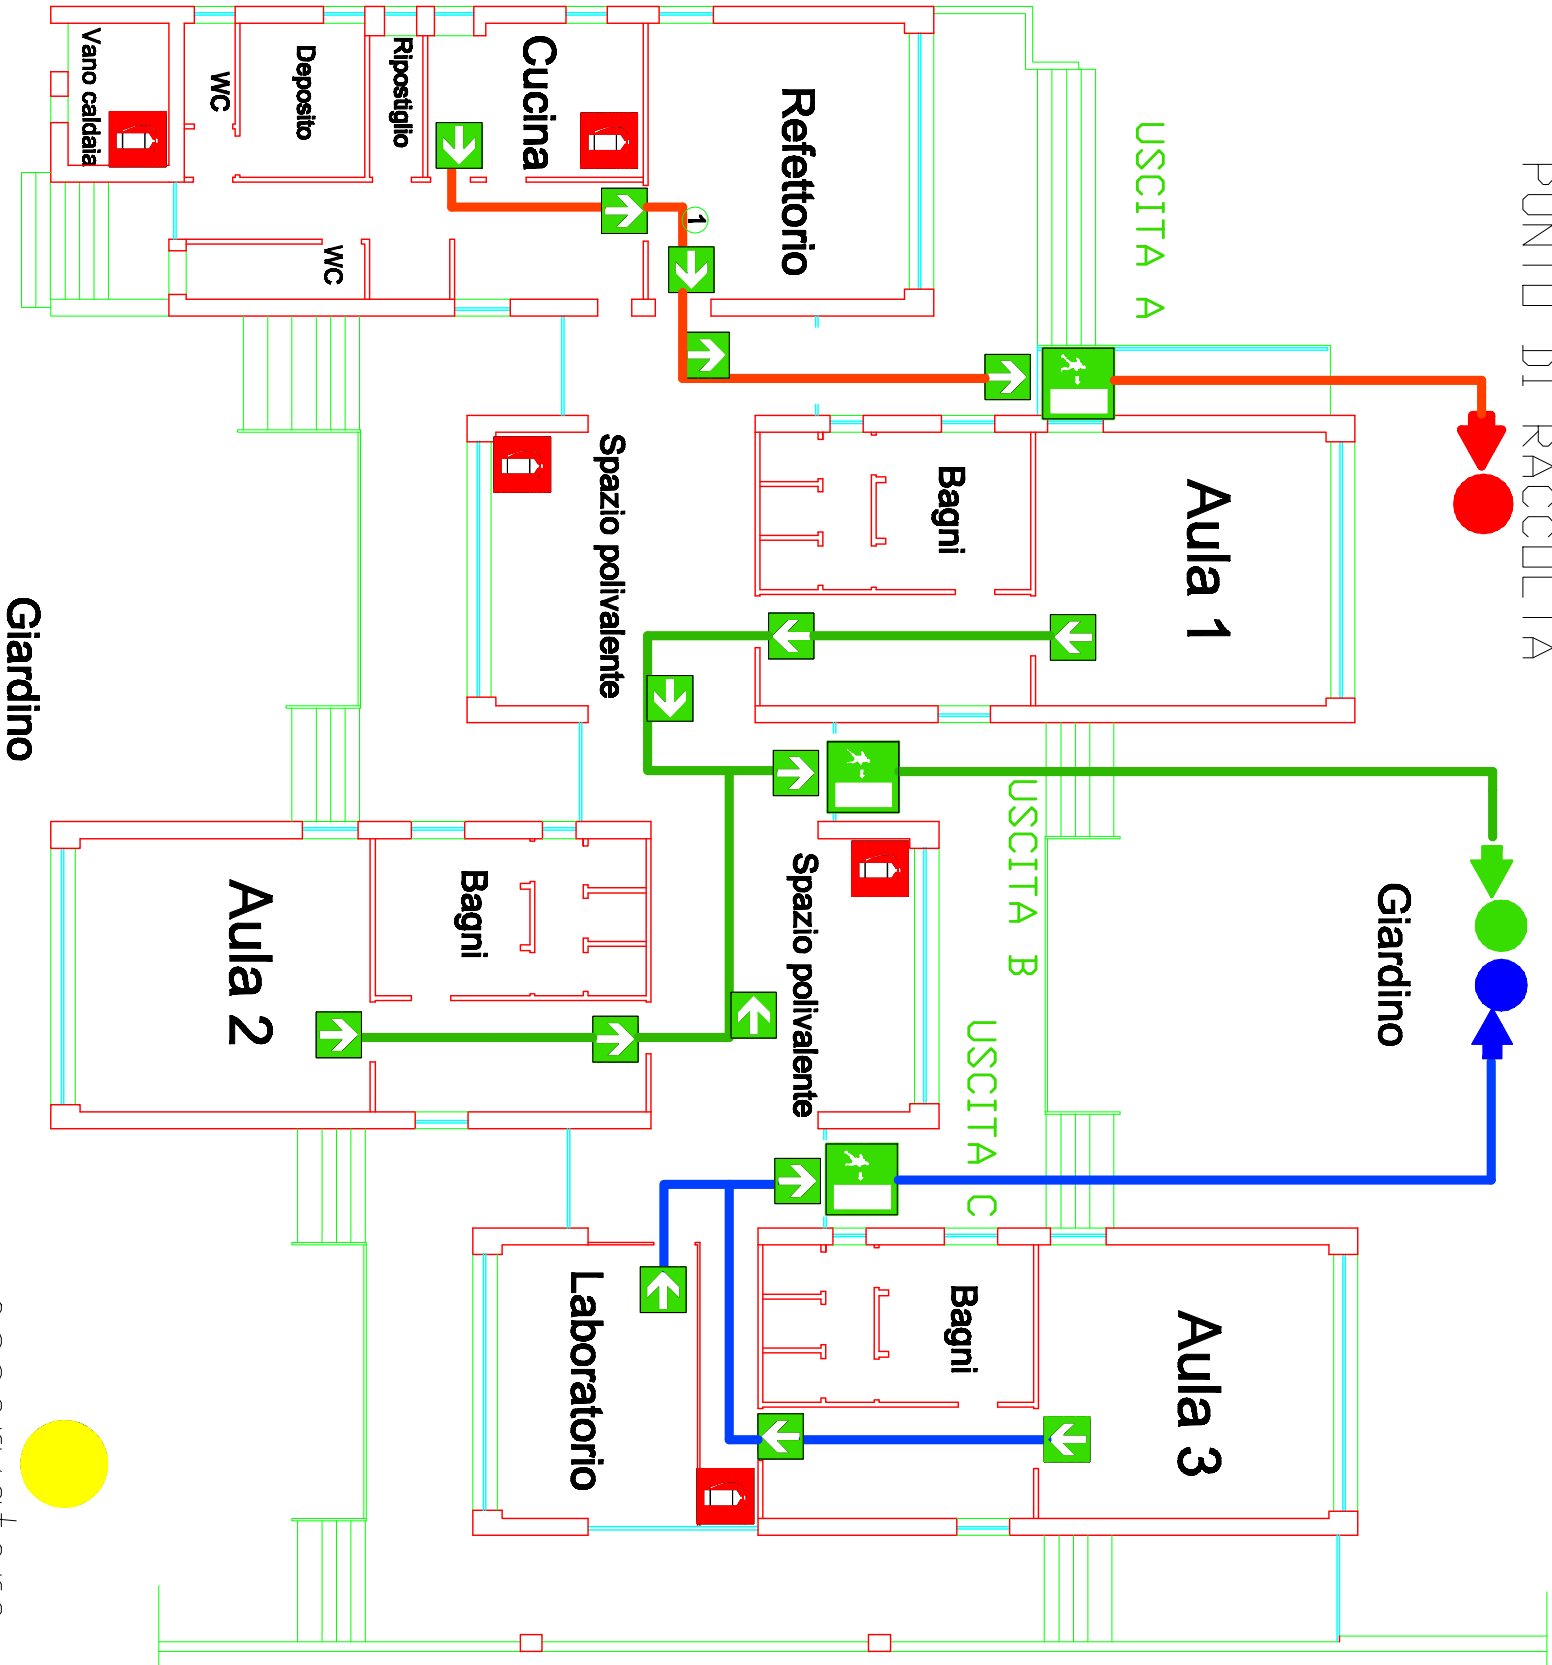 PUNTO DI RACCOLTA
USCITA A
Refettorio
Cucina
Ripostiglio
Deposito
WC
Vano caldaia
WC
1
Aula 1
Bagni
Spazio polivalente
Giardino
USCITA B
Giardino
Spazio polivalente
Bagni
Aula 2
USCITA C
Aula 3
Bagni
Laboratorio